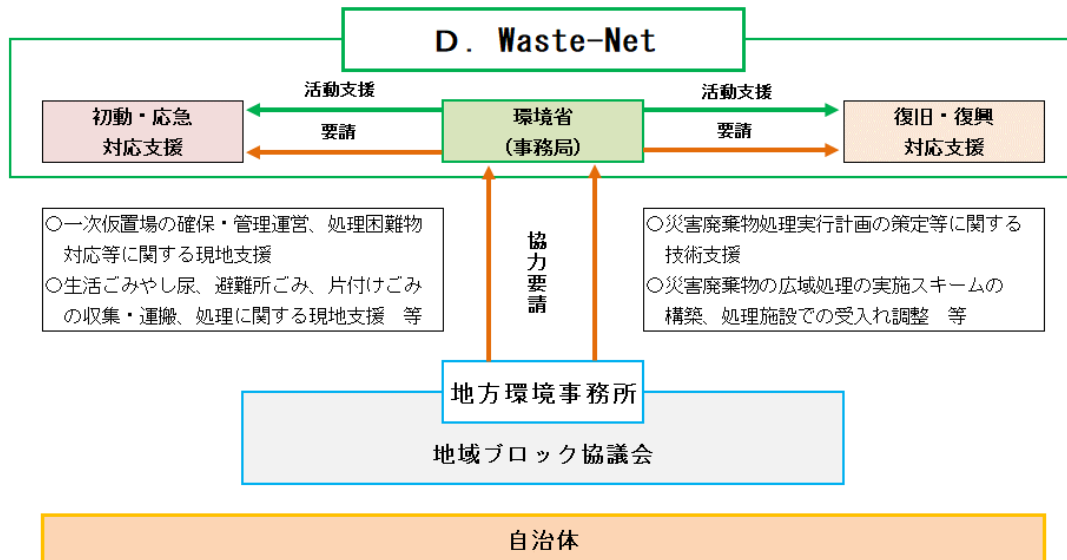 D. Waste-Net
初動・応急
対応支援
活動支援
要請
環境省
(事務局)
活動支援
要請
復旧・復興
対応支援
○一次仮置場の確保・管理運営、処理困難物
対応等に関する現地支援
○生活ごみやし尿、避難所ごみ、片付けごみ
の収集・運搬、処理に関する現地支援　等
協力要請
○災害廃棄物処理実行計画の策定等に関する
技術支援
○災害廃棄物の広域処理の実施スキームの
構築、処理施設での受入れ調整　等
地方環境事務所
地域ブロック協議会
自治体